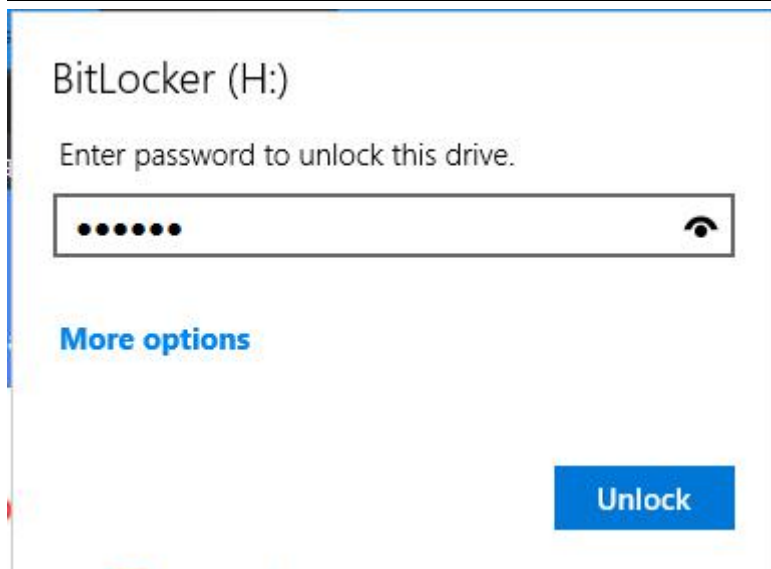 BitLocker (H:)
Enter password to unlock this drive.
••••••
More options
Unlock